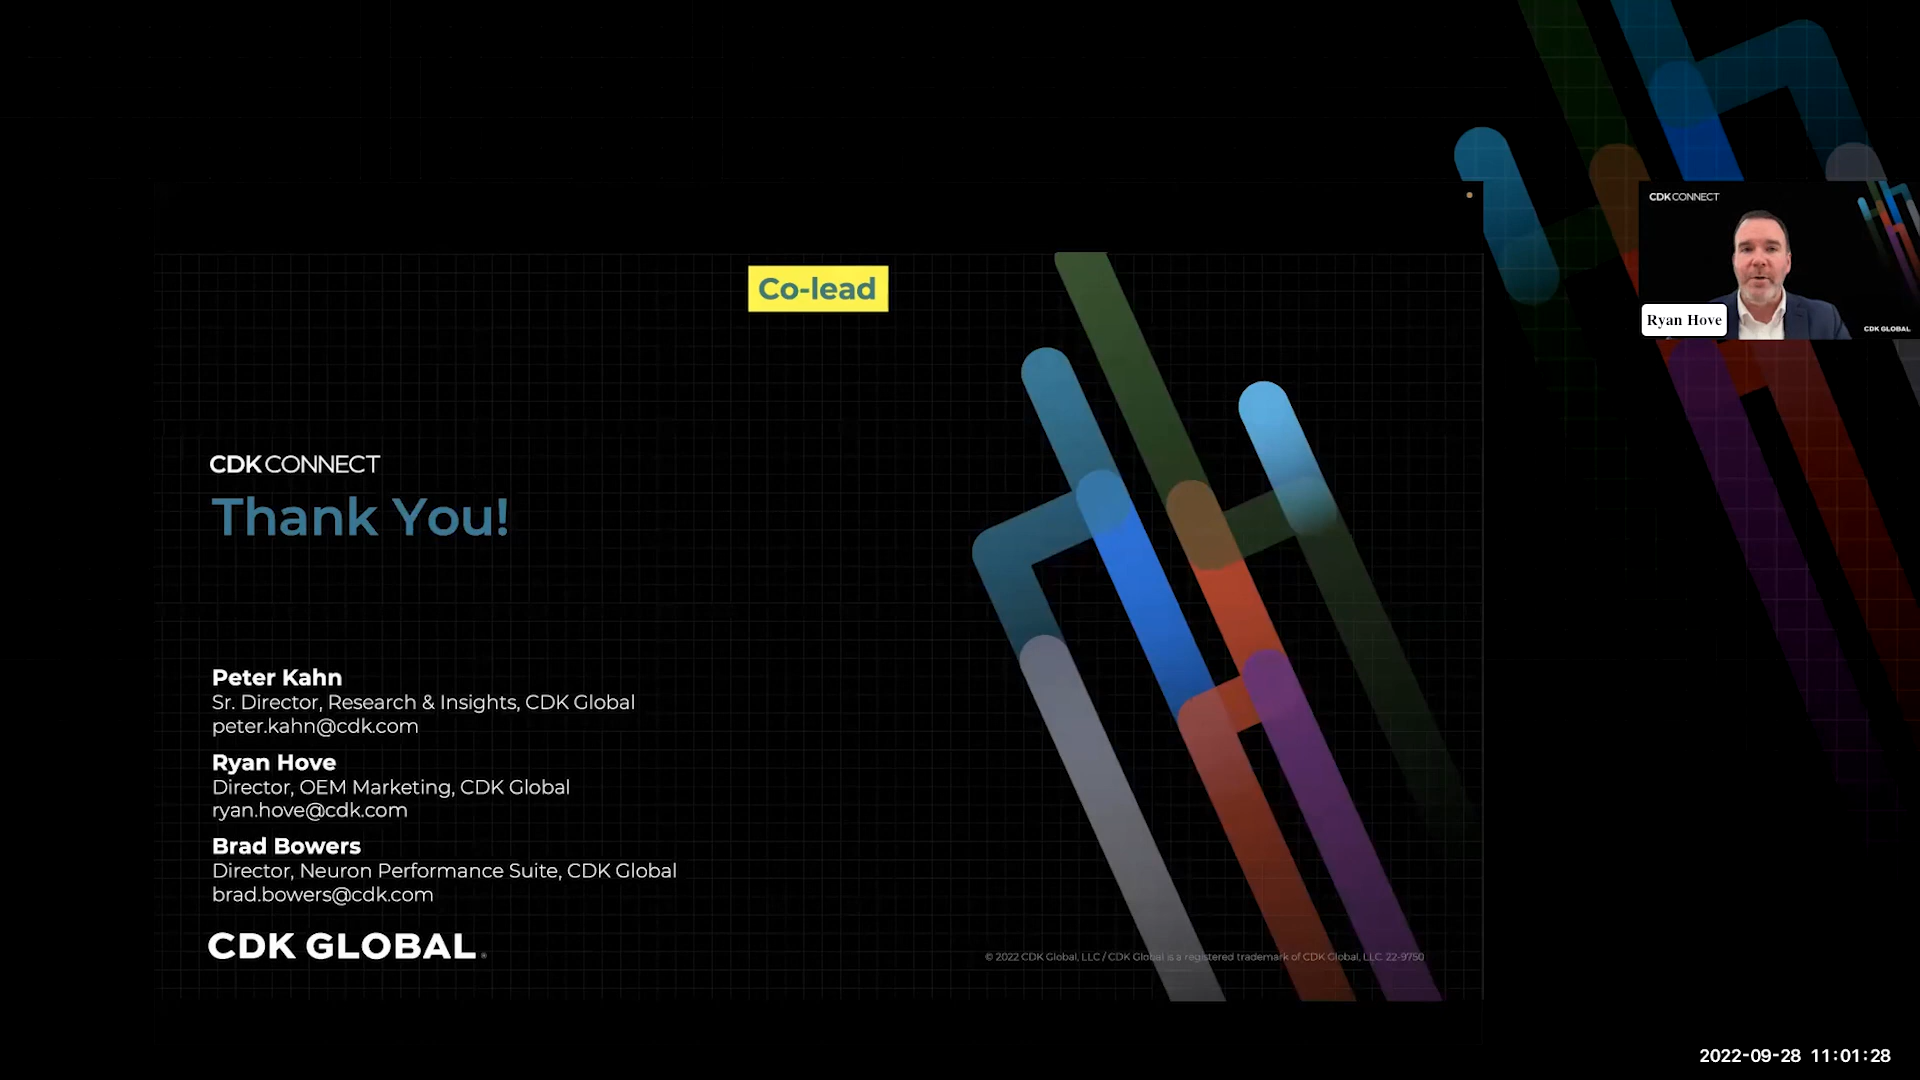 Co-lead
CDK CONNECT
Thank You!
Peter Kahn
Sr. Director, Research & Insights, CDK Global
peter.kahn@cdk.com
Ryan Hove
Director, OEM Marketing, CDK Global
ryan.hove@cdk.com
Brad Bowers
Director, Neuron Performance Suite, CDK Global
brad.bowers@cdk.com
CDK GLOBAL
© 2022 CDK Global, LLC / CDK Global is a registered trademark of CDK Global, LLC 22-9750
CDK CONNECT
Ryan Hove
CDK GLOBAL
2022-09-28 11:01:28